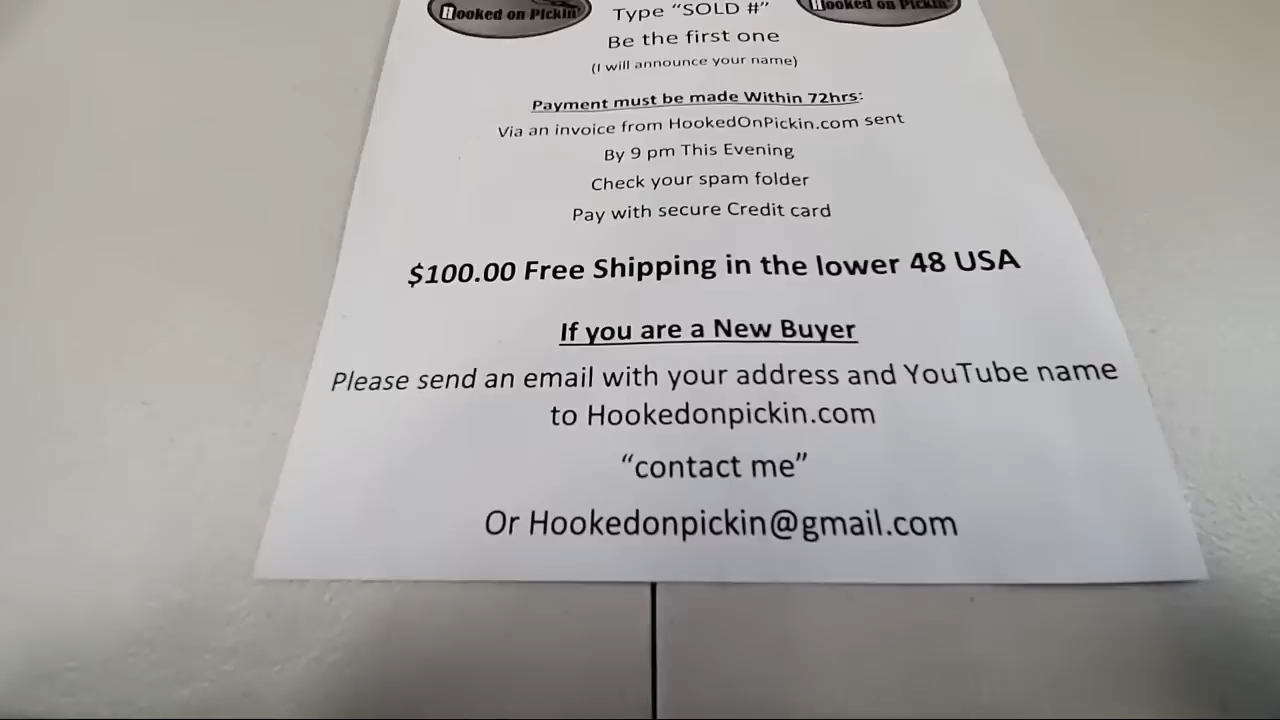 Hooked on Pickin' Type "SOLD #" Hooked on Pickin'
Be the first one
(I will announce your name)
Payment must be made Within 72hrs:
Via an invoice from HookedOnPickin.com sent
By 9 pm This Evening
Check your spam folder
Pay with secure Credit card
$100.00 Free Shipping in the lower 48 USA
If you are a New Buyer
Please send an email with your address and YouTube name
to Hookedonpickin.com
“contact me”
Or Hookedonpickin@gmail.com